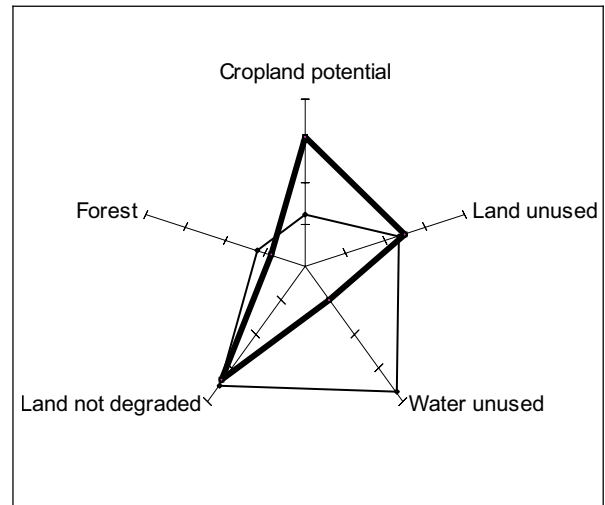 Cropland potential
Forest
Land unused
Land not degraded
Water unused